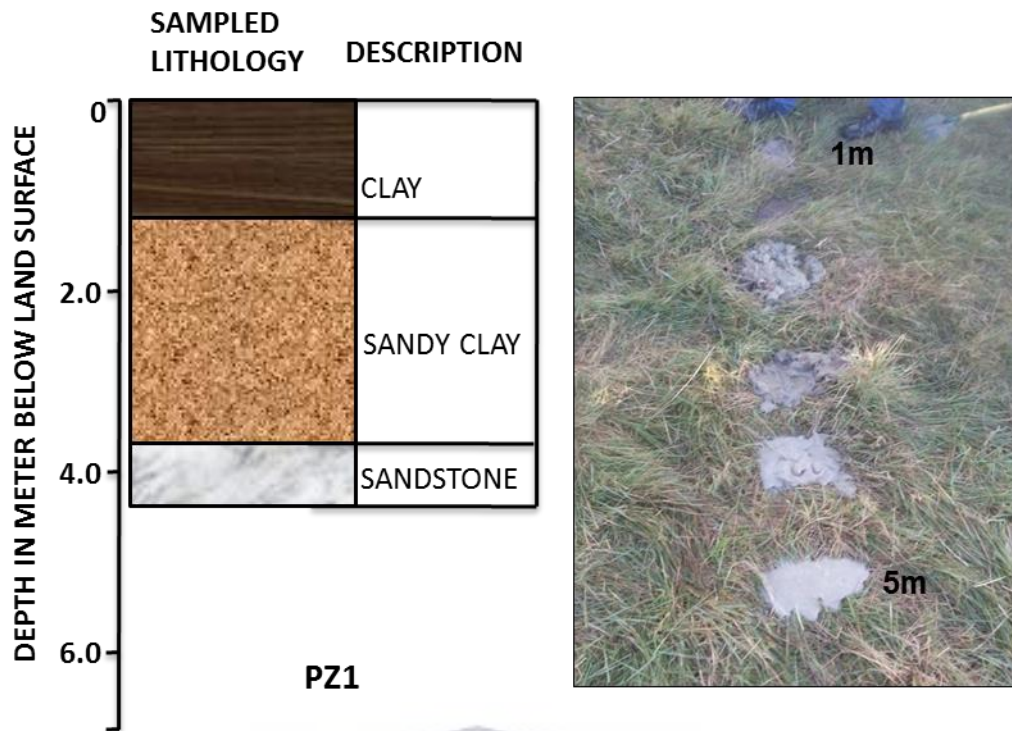 SAMPLED
LITHOLOGY
DESCRIPTION
DEPTH IN METER BELOW LAND SURFACE
0
2.0
4.0
6.0
CLAY
SANDY CLAY
SANDSTONE
PZ1
1m
5m